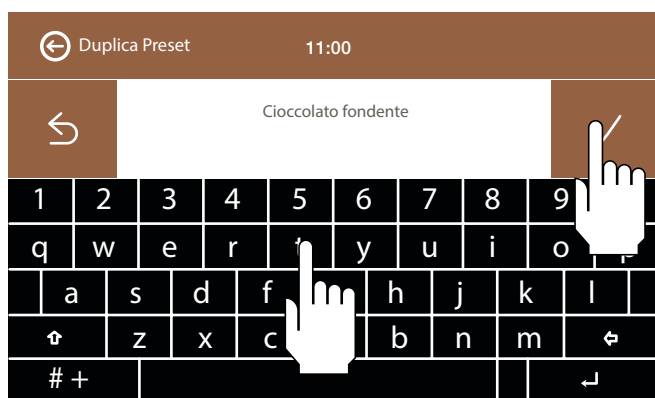 Duplica Preset 11:00
Cioccolato fondente
1 2 3 4 5 6 7 8 9
q w e r t y u i o p
a s d f h j k l
z x c b n m
# +